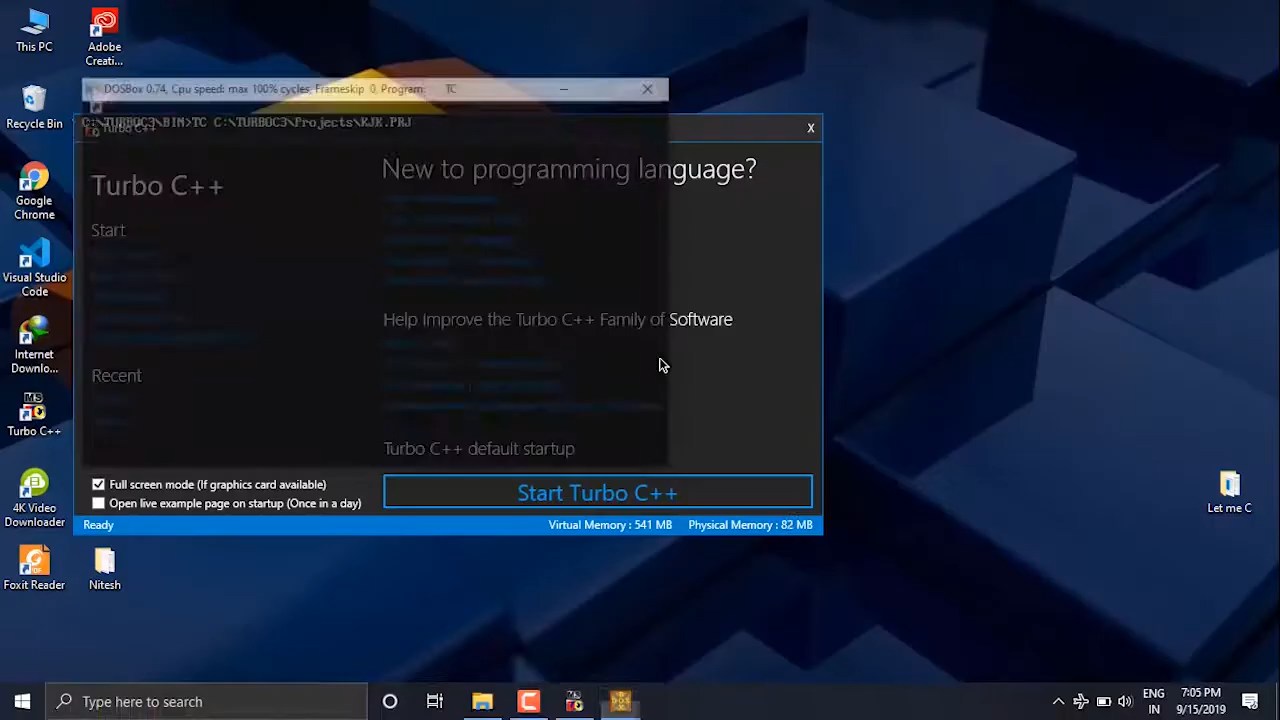 This PC
Adobe
Creati...
Recycle Bin
Google
Chrome
Visual Studio
Code
Internet
Downlo...
MS
Turbo C++
4K Video
Downloader
Foxit Reader
Nitesh
Let me C
DOSBox 0.74, Cpu speed: max 100% cycles, Frameskip 0, Program: TC
C:\TURBOC3\BIN>TC C:\TURBOC3\Projects\KJK.PRJ
Turbo C++
X
Turbo C++
Start
Recent
New to programming language?
Help Improve the Turbo C++ Family of Software
Turbo C++ default startup
Full screen mode (If graphics card available)
Open live example page on startup (Once in a day)
Start Turbo C++
Ready
Virtual Memory : 541 MB
Physical Memory : 82 MB
Type here to search
ENG
IN
7:05 PM
9/15/2019